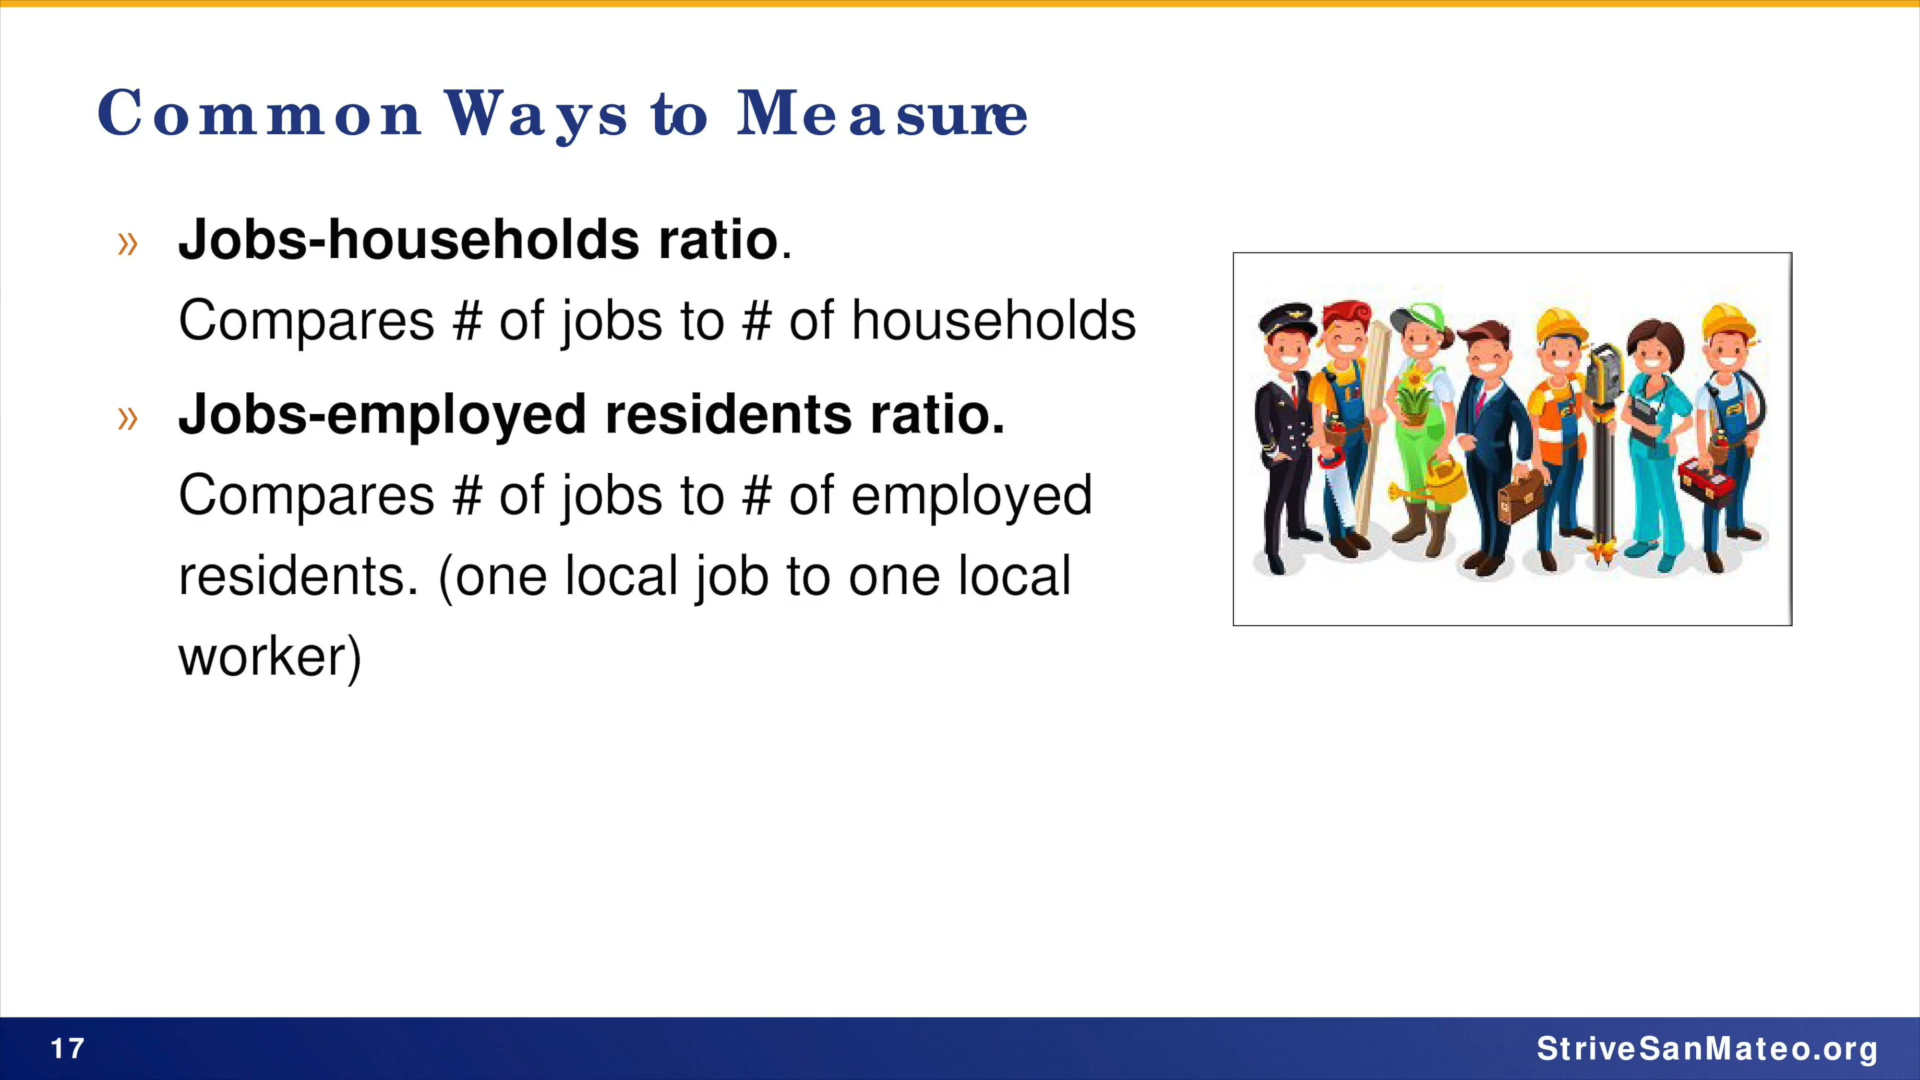 Common Ways to Measure
» Jobs-households ratio.
Compares # of jobs to # of households
» Jobs-employed residents ratio.
Compares # of jobs to # of employed
residents. (one local job to one local
worker)
17
StriveSanMateo.org